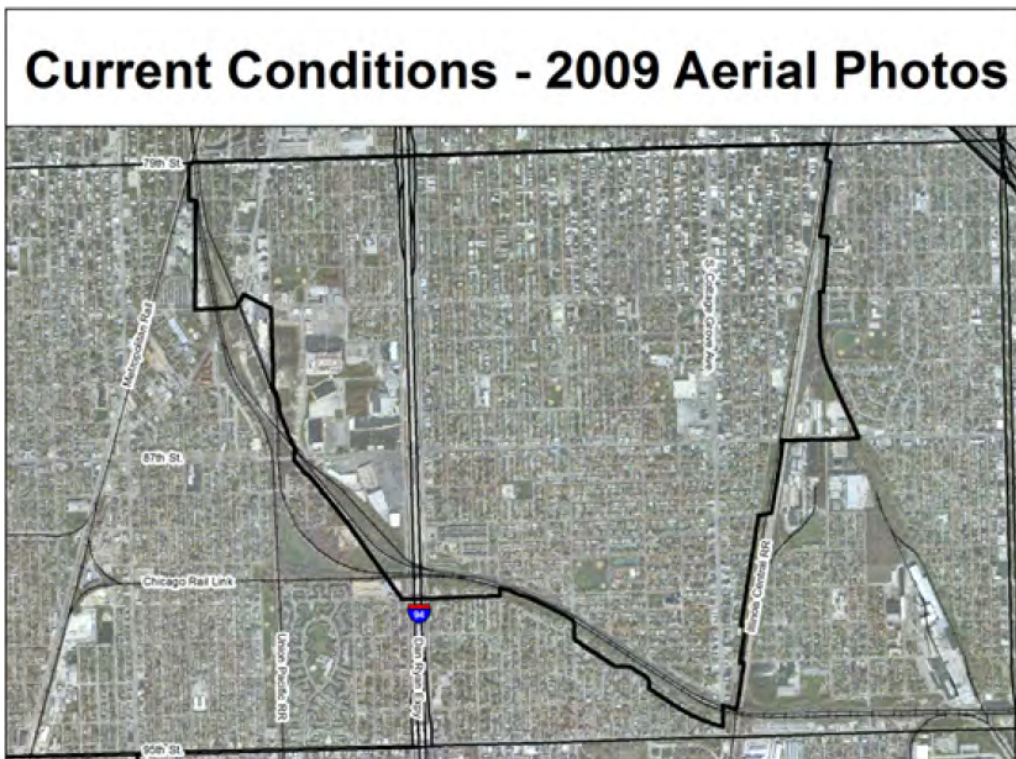 Current Conditions - 2009 Aerial Photos
79th St.
S. Cottage Grove Ave
Metropolitan Rail
87th St.
Illinois Central RR
Chicago Rail Link
94
Union Pacific RR
Dan Ryan Expy
95th St.